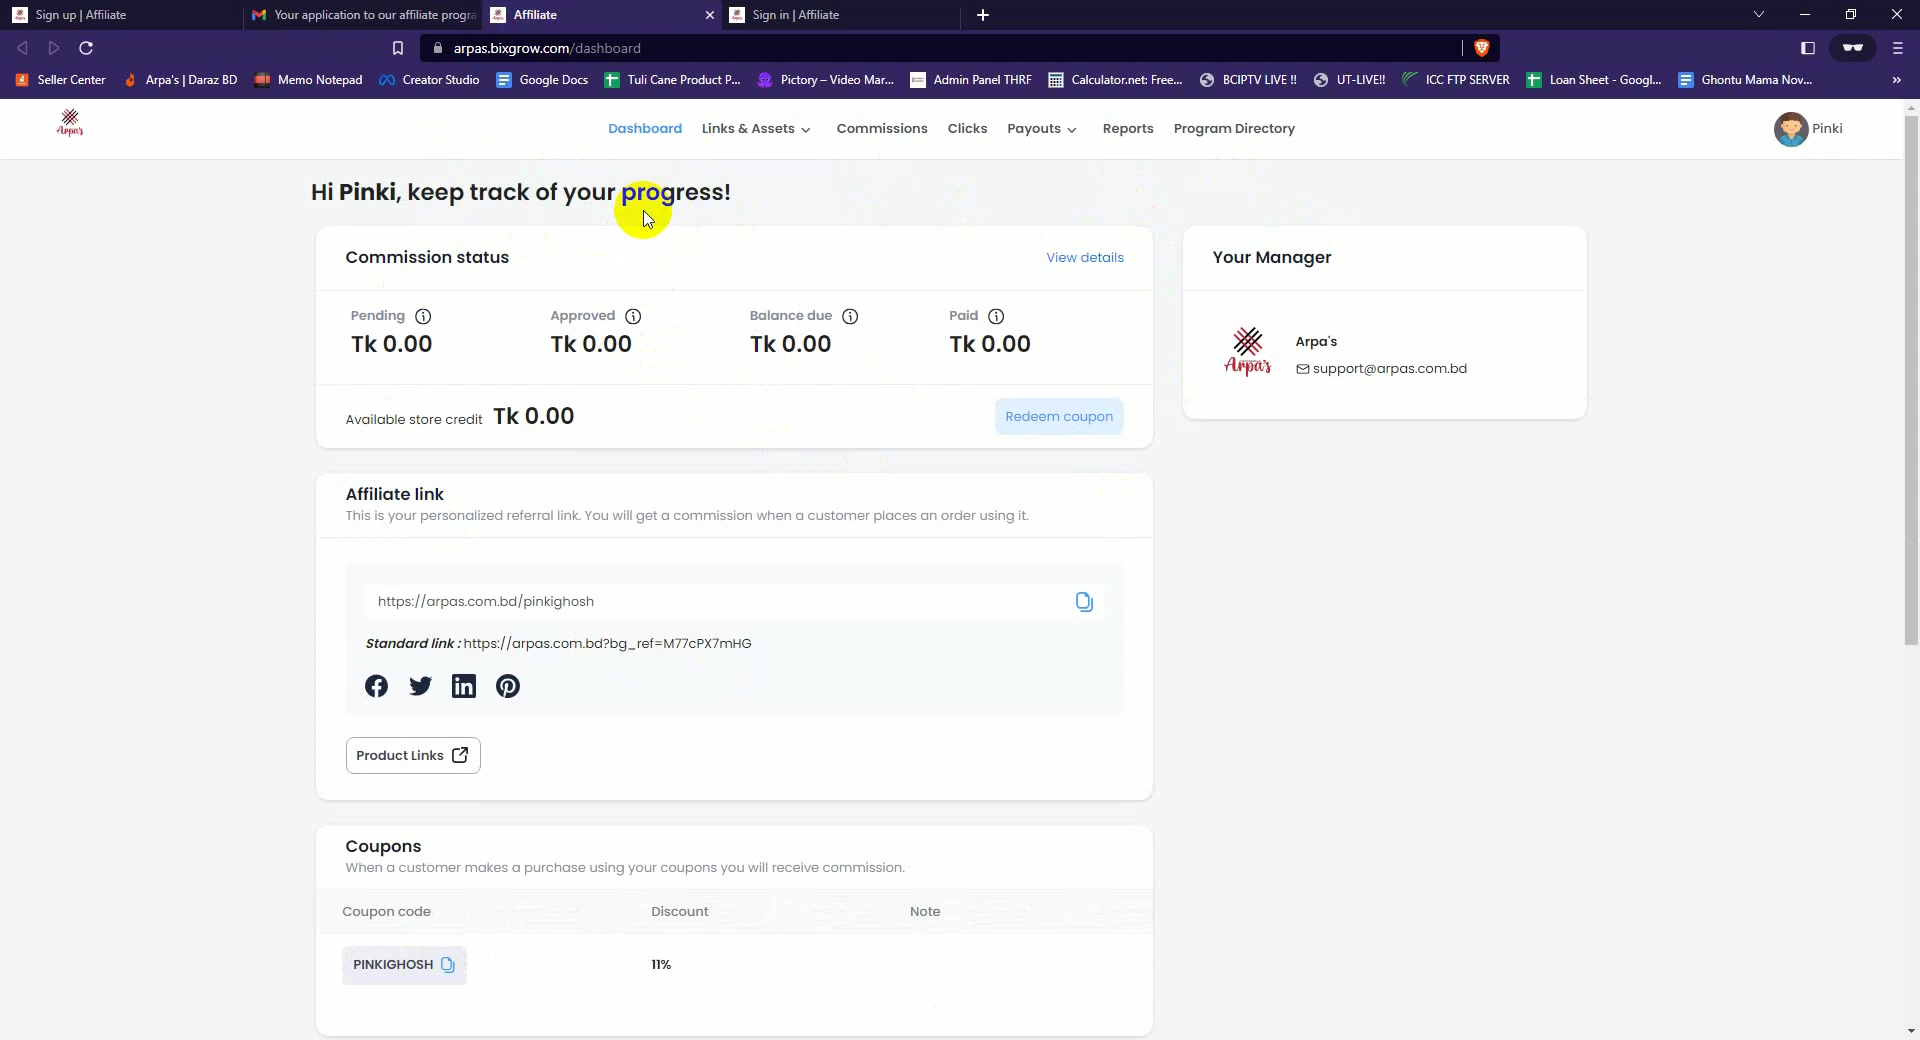 Sign up | Affiliate
Your application to our affiliate progra
Affiliate
Sign in | Affiliate
arpas.bixgrow.com/dashboard
Seller Center
Arpa's | Daraz BD
Memo Notepad
Creator Studio
Google Docs
Tuli Cane Product P...
Pictory – Video Mar...
Admin Panel THRF
Calculator.net: Free...
BCIPTV LIVE !!
UT-LIVE!!
ICC FTP SERVER
Loan Sheet - Googl...
Ghontu Mama Nov...
Arpa's
Dashboard
Links & Assets
Commissions
Clicks
Payouts
Reports
Program Directory
Pinki
Hi Pinki, keep track of your progress!
Commission status
View details
Pending
Approved
Balance due
Paid
Tk 0.00
Tk 0.00
Tk 0.00
Tk 0.00
Available store credit Tk 0.00
Redeem coupon
Your Manager
Arpa's
Arpa's
support@arpas.com.bd
Affiliate link
This is your personalized referral link. You will get a commission when a customer places an order using it.
https://arpas.com.bd/pinkighosh
Standard link : https://arpas.com.bd?bg_ref=M77cPX7mHG
Product Links
Coupons
When a customer makes a purchase using your coupons you will receive commission.
Coupon code
Discount
Note
PINKIGHOSH
11%